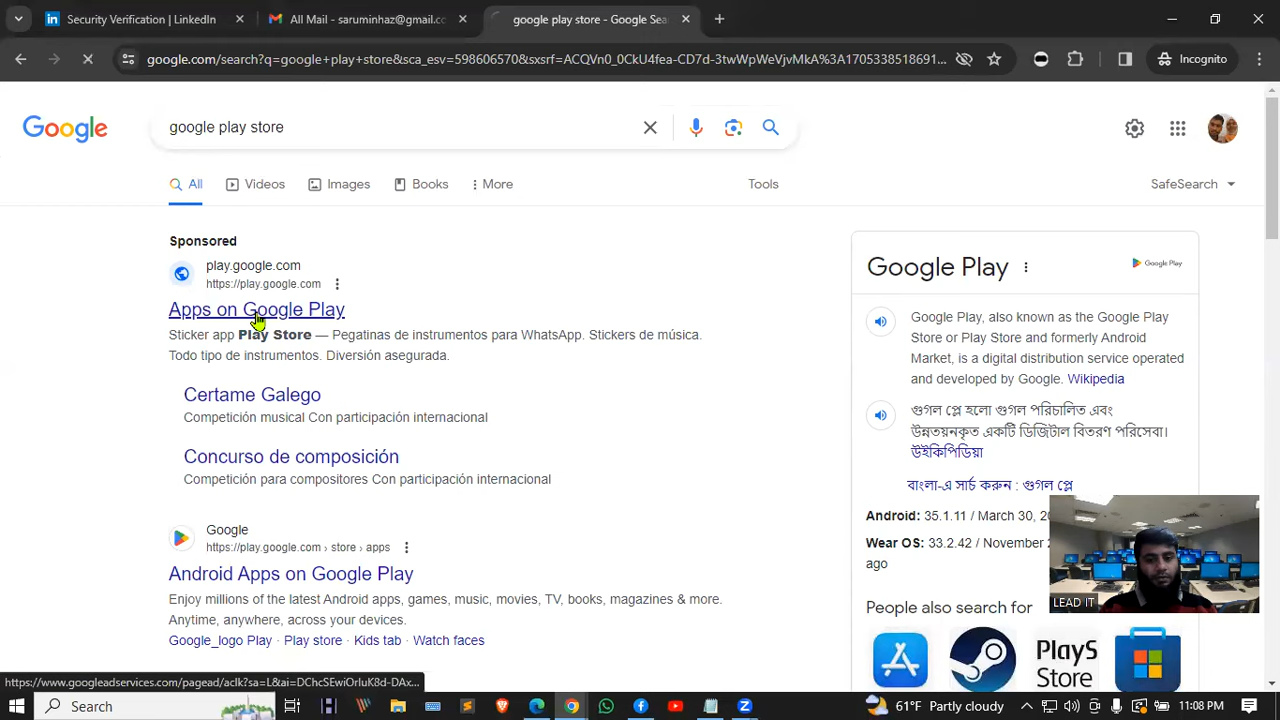 Security Verification | LinkedIn
All Mail - saruminhaz@gmail.co
google play store - Google Sea
google.com/search?q=google+play+store&sca_esv=598606570&sxsrf=ACQVn0_0CkU4fea-CD7d-3twWpWeVjvMkA%3A1705338518691...
Incognito
Google
google play store
All
Videos
Images
Books
More
Tools
SafeSearch
Sponsored
play.google.com
https://play.google.com
Apps on Google Play
Sticker app Play Store — Pegatinas de instrumentos para WhatsApp. Stickers de música.
Todo tipo de instrumentos. Diversión asegurada.
Certame Galego
Competición musical Con participación internacional
Concurso de composición
Competición para compositores Con participación internacional
Google
https://play.google.com › store › apps
Android Apps on Google Play
Enjoy millions of the latest Android apps, games, music, movies, TV, books, magazines & more.
Anytime, anywhere, across your devices.
Google_logo Play · Play store · Kids tab · Watch faces
Google Play
Google Play
Google Play, also known as the Google Play
Store or Play Store and formerly Android
Market, is a digital distribution service operated
and developed by Google. Wikipedia
গুগল প্লে হলো গুগল পরিচালিত এবং
উন্নতয়নকৃত একটি ডিজিটাল বিতরণ পরিসেবা।
উইকিপিডিয়া
বাংলা-এ সার্চ করুন : গুগল প্লে
Android: 35.1.11 / March 30, 20
Wear OS: 33.2.42 / November 2
ago
People also search for
PlayS
Store
LEAD IT
https://www.googleadservices.com/pagead/aclk?sa=L&ai=DChcSEwiOrIuK8d-DAx...
Search
61°F Partly cloudy
11:08 PM